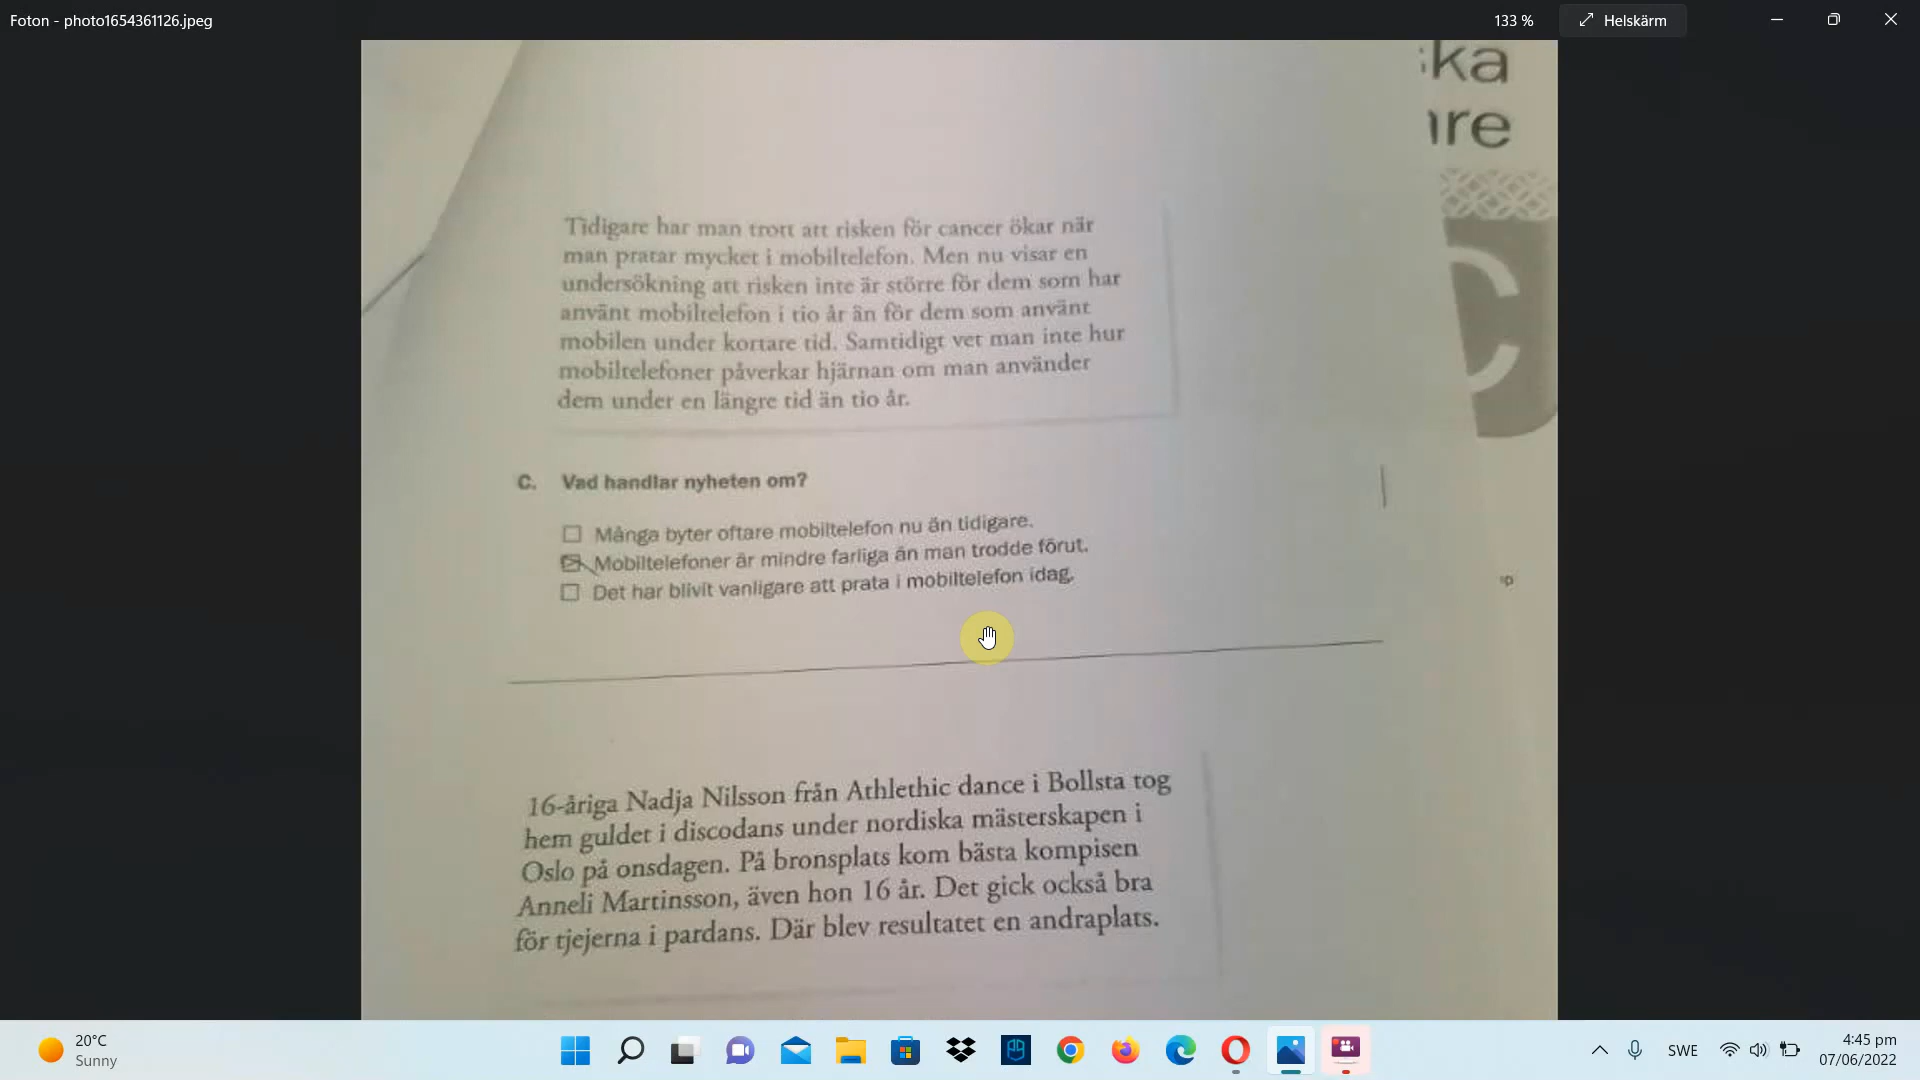 Foton - photo1654361126.jpeg
133 %
Helskärm
ka
are
C
Tidigare har man trott att risken för cancer ökar när
man pratar mycket i mobiltelefon. Men nu visar en
undersökning att risken inte är större för dem som har
använt mobiltelefon i tio år än för dem som använt
mobilen under kortare tid. Samtidigt vet man inte hur
mobiltelefoner påverkar hjärnan om man använder
dem under en längre tid än tio år.
C. Vad handlar nyheten om?
Många byter oftare mobiltelefon nu än tidigare.
Mobiltelefoner är mindre farliga än man trodde förut.
Det har blivit vanligare att prata i mobiltelefon idag.
16-åriga Nadja Nilsson från Athlethic dance i Bollsta tog
hem guldet i discodans under nordiska mästerskapen i
Oslo på onsdagen. På bronsplats kom bästa kompisen
Anneli Martinsson, även hon 16 år. Det gick också bra
för tjejerna i pardans. Där blev resultatet en andraplats.
20°C
Sunny
SWE
4:45 pm
07/06/2022